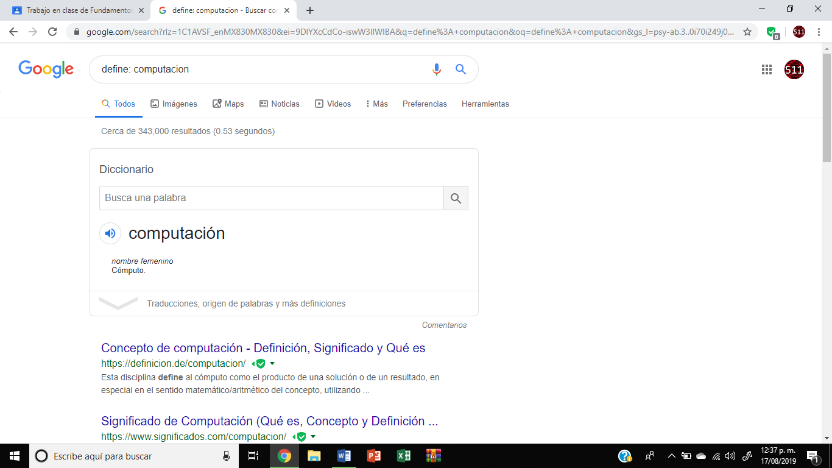 Trabajo en clase de Fundamento
define: computacion - Buscar co
google.com/search?rlz=1C1AVSF_enMX830MX830&ei=9DlYXcCdCo-iswW3lIWIBA&q=define%3A+computacion&oq=define%3A+computacion&gs_l=psy-ab.3..0i70i249j0...
Google
define: computacion
511
Todos Imágenes Maps Noticias Vídeos Más Preferencias Herramientas
Cerca de 343,000 resultados (0.53 segundos)
Diccionario
Busca una palabra
computación
nombre femenino
Cómputo.
Traducciones, origen de palabras y más definiciones
Comentarios
Concepto de computación - Definición, Significado y Qué es
https://definicion.de/computacion/
Esta disciplina define al cómputo como el producto de una solución o de un resultado, en
especial en el sentido matemático/aritmético del concepto, utilizando ...
Significado de Computación (Qué es, Concepto y Definición ...
https://www.significados.com/computacion/
Escribe aquí para buscar
12:37 p. m.
17/08/2019
1